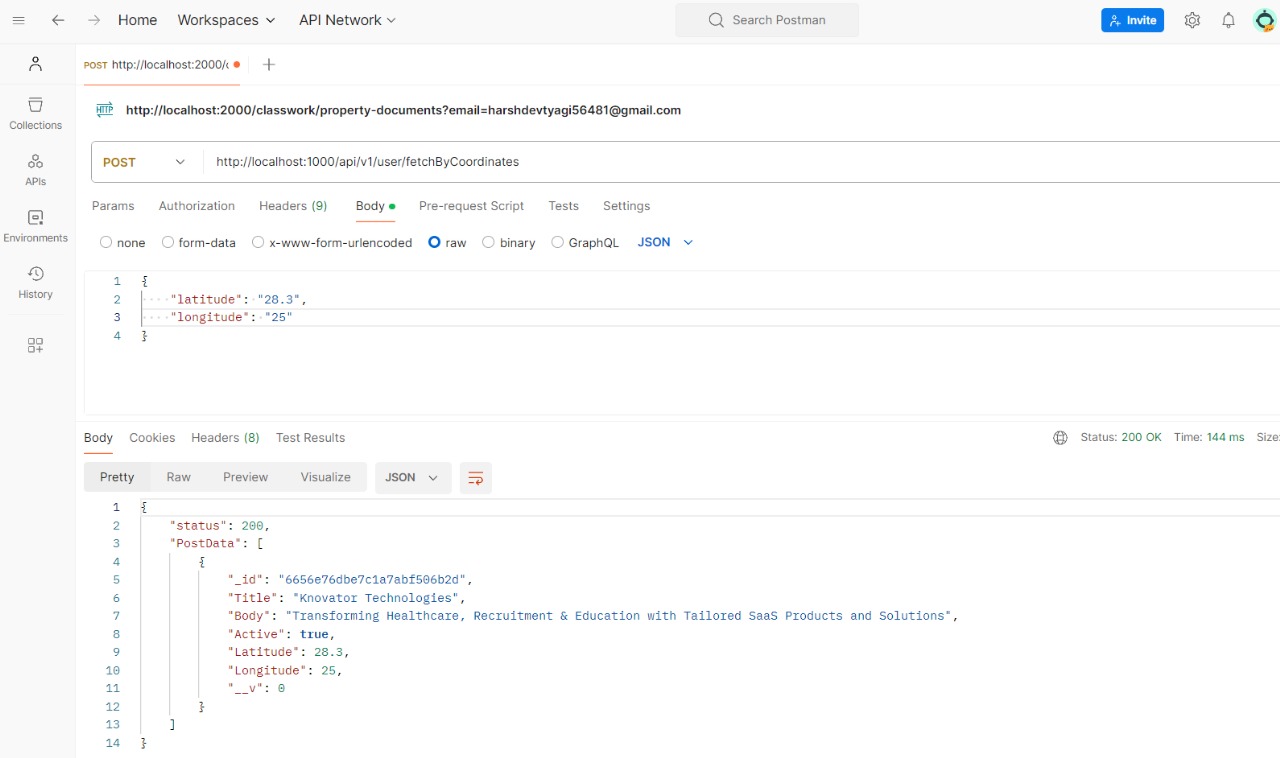 Home Workspaces API Network Search Postman Invite
POST http://localhost:2000/c
http://localhost:2000/classwork/property-documents?email=harshdevtyagi56481@gmail.com
Collections
APIs
Environments
History
POST http://localhost:1000/api/v1/user/fetchByCoordinates
Params Authorization Headers (9) Body Pre-request Script Tests Settings
none form-data x-www-form-urlencoded raw binary GraphQL JSON
1 {
2 "latitude": "28.3",
3 "longitude": "25"
4 }
Body Cookies Headers (8) Test Results Status: 200 OK Time: 144 ms Size:
Pretty Raw Preview Visualize JSON
1 {
2 "status": 200,
3 "PostData": [
4 {
5 "_id": "6656e76dbe7c1a7abf506b2d",
6 "Title": "Knovator Technologies",
7 "Body": "Transforming Healthcare, Recruitment & Education with Tailored SaaS Products and Solutions",
8 "Active": true,
9 "Latitude": 28.3,
10 "Longitude": 25,
11 "__v": 0
12 }
13 ]
14 }